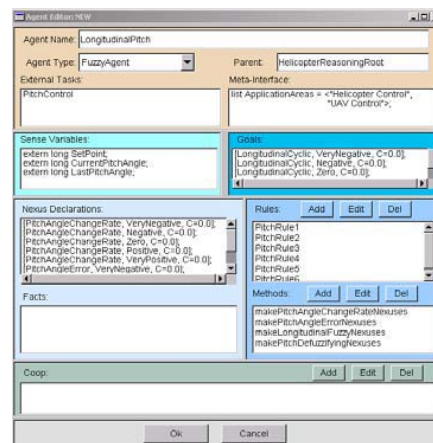 Agent Editor: NEW
Agent Name: LongitudinalPitch
Agent Type: FuzzyAgent Parent: HelicopterReasoningRoot
External Tasks: Meta-Interface:
PitchControl
list ApplicationAreas = <"Helicopter Control",
"UAV Control">;
Sense Variables:
extern long SetPoint;
extern long CurrentPitchAngle;
extern long LastPitchAngle;
Goals:
[LongitudinalCyclic, VeryNegative, C=0.0];
[LongitudinalCyclic, Negative, C=0.0];
[LongitudinalCyclic, Zero, C=0.0];
Nexus Declarations:
[PitchAngleChangeRate, VeryNegative, C=0.0];
[PitchAngleChangeRate, Negative, C=0.0];
[PitchAngleChangeRate, Zero, C=0.0];
[PitchAngleChangeRate, Positive, C=0.0];
[PitchAngleChangeRate, VeryPositive, C=0.0];
[PitchAngleError, VeryNegative, C=0.0];
Facts:
Rules: Add Edit Del
PitchRule1
PitchRule2
PitchRule3
PitchRule4
PitchRule5
PitchRule6
Methods: Add Edit Del
makePitchAngleChangeRateNexuses
makePitchAngleErrorNexuses
makeLongitudinalFuzzyNexuses
makePitchDefuzzifyingNexuses
Coop: Add Edit Del
Ok Cancel